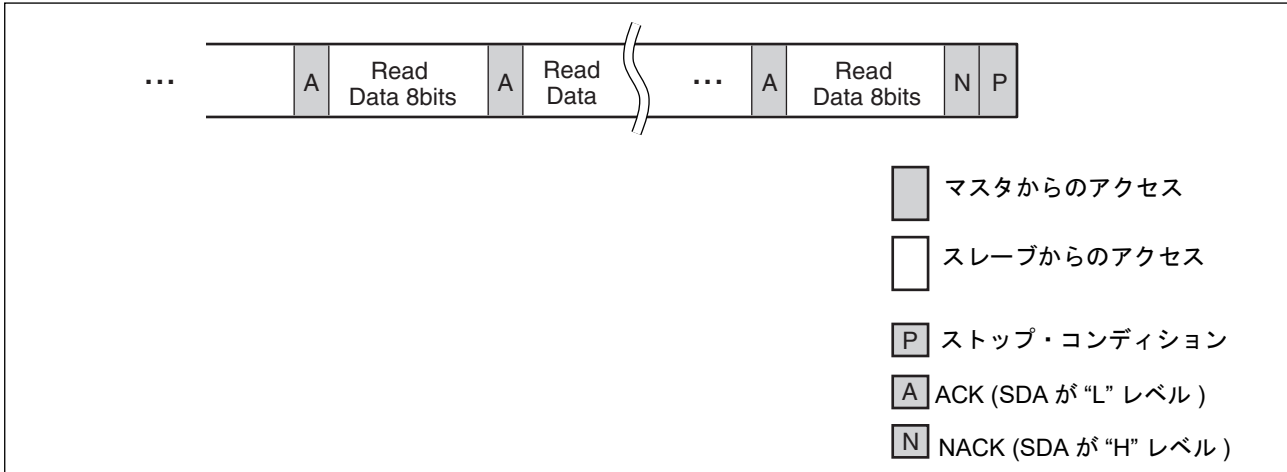 ... A Read Data 8bits A Read Data ... A Read Data 8bits N P
マスタからのアクセス
スレーブからのアクセス
P ストップ・コンディション
A ACK (SDA が “L” レベル )
N NACK (SDA が “H” レベル )